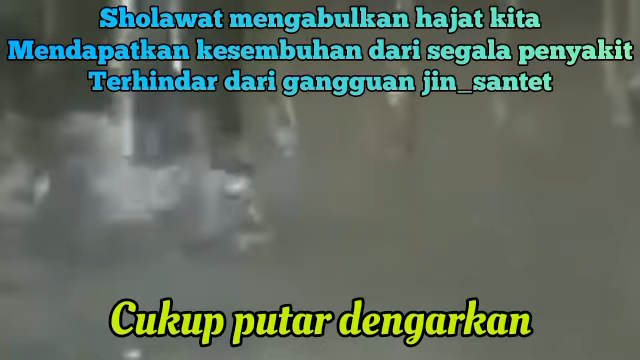 Sholawat mengabulkan hajat kita
Mendapatkan kesembuhan dari segala penyakit
Terhindar dari gangguan jin_santet
Cukup putar dengarkan